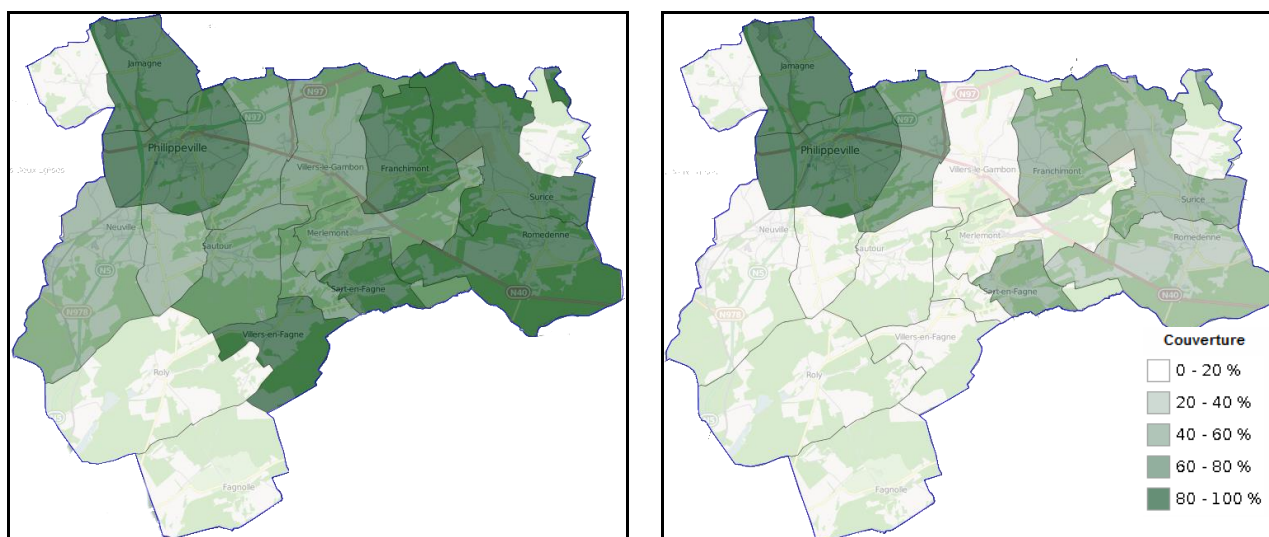 Jamagne
N97
Philippeville
Villers-le-Gambon
Franchimont
Surice
Neuville
Sautour
Merlemont
Romedenne
N5
Sart-en-Fagne
N40
N978
Villers-en-Fagne
Roly
Fagnolle
Jamagne
N97
N97
Philippeville
Villers-le-Gambon
Franchimont
Surice
Neuville
Sautour
Merlemont
Romedenne
N5
Sart-en-Fagne
N40
N978
Villers-en-Fagne
Roly
Fagnolle
Couverture
0 - 20 %
20 - 40 %
40 - 60 %
60 - 80 %
80 - 100 %